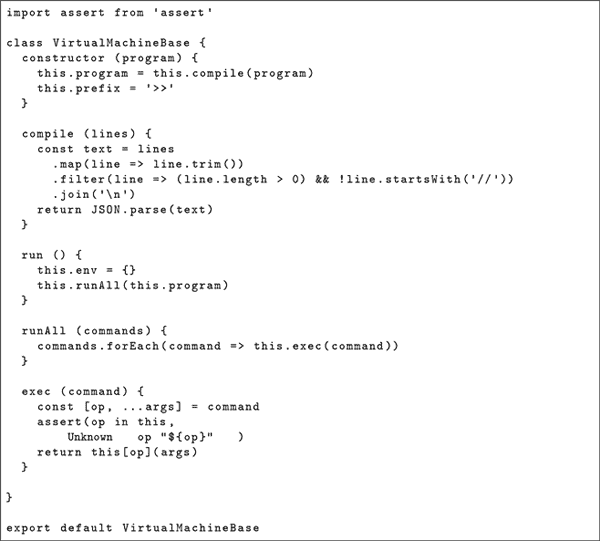 import assert from 'assert'
class VirtualMachineBase {
constructor (program) {
this.program = this.compile(program)
this.prefix = '>>'
}
compile (lines) {
const text = lines
.map(line => line.trim())
.filter(line => (line.length > 0) && !line.startsWith('//'))
.join('\n')
return JSON.parse(text)
}
run () {
this.env = {}
this.runAll(this.program)
}
runAll (commands) {
commands.forEach(command => this.exec(command))
}
exec (command) {
const [op, ...args] = command
assert(op in this,
Unknown op "${op}" )
return this[op](args)
}
}
export default VirtualMachineBase